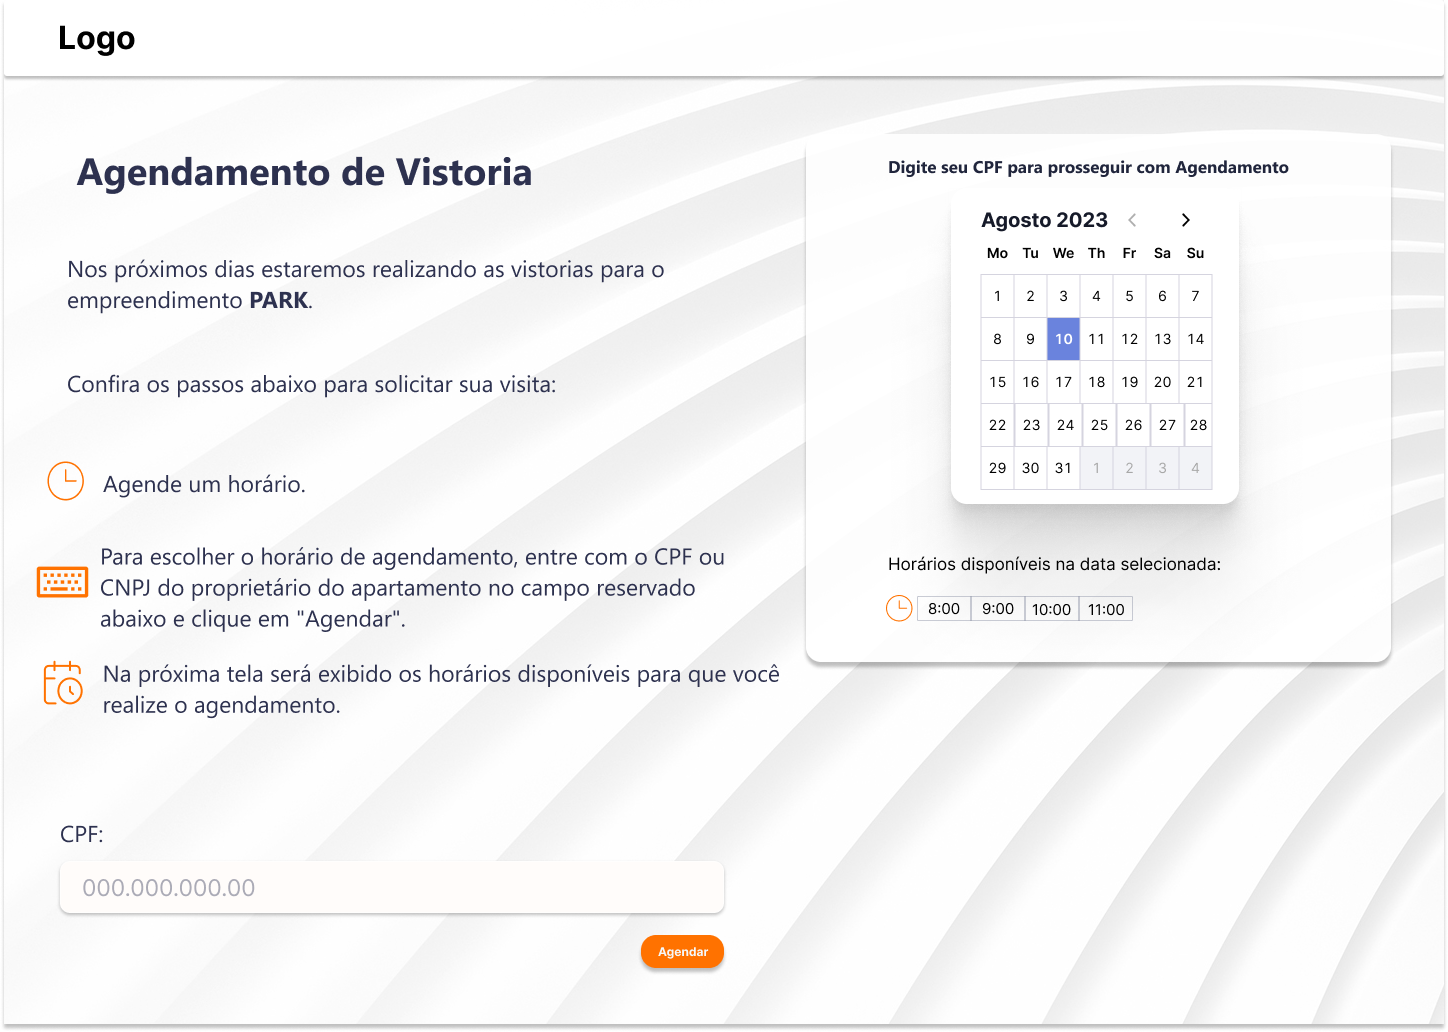 Logo
Agendamento de Vistoria
Nos próximos dias estaremos realizando as vistorias para o
empreendimento PARK.
Confira os passos abaixo para solicitar sua visita:
Agende um horário.
Para escolher o horário de agendamento, entre com o CPF ou
CNPJ do proprietário do apartamento no campo reservado
abaixo e clique em "Agendar".
Na próxima tela será exibido os horários disponíveis para que você
realize o agendamento.
CPF:
000.000.000.00
Agendar
Digite seu CPF para prosseguir com Agendamento
Agosto 2023
Mo Tu We Th Fr Sa Su
1 2 3 4 5 6 7
8 9 10 11 12 13 14
15 16 17 18 19 20 21
22 23 24 25 26 27 28
29 30 31 1 2 3 4
Horários disponíveis na data selecionada:
8:00 9:00 10:00 11:00